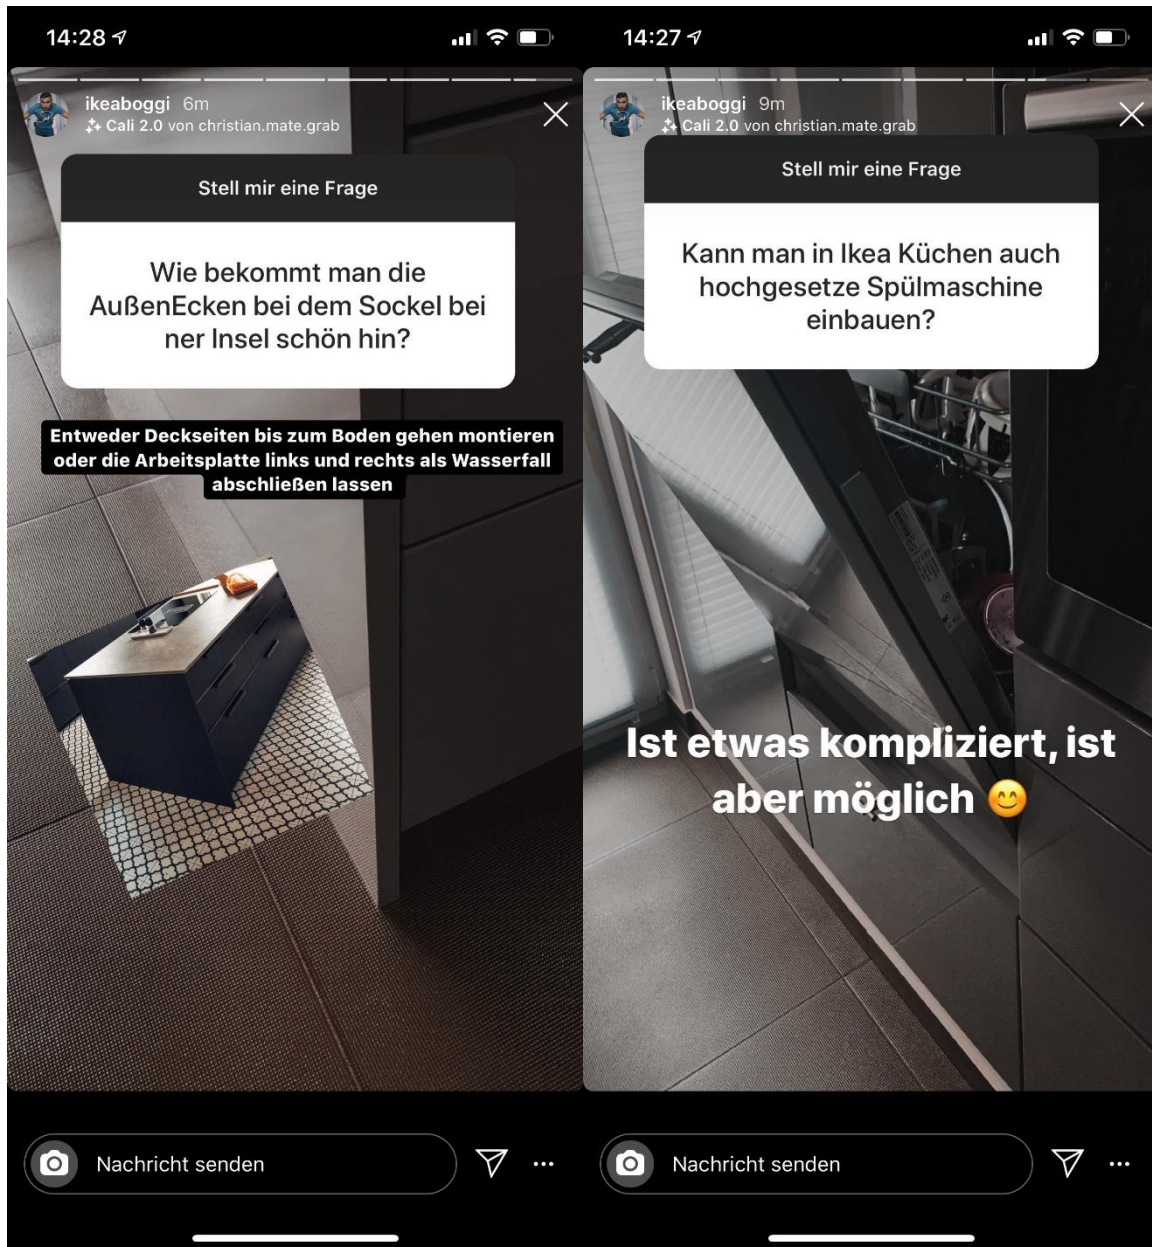 14:28
ikeaboggi 6m
Cali 2.0 von christian.mate.grab
Stell mir eine Frage
Wie bekommt man die
AußenEcken bei dem Sockel bei
ner Insel schön hin?
Entweder Deckseiten bis zum Boden gehen montieren
oder die Arbeitsplatte links und rechts als Wasserfall
abschließen lassen
Nachricht senden
14:27
ikeaboggi 9m
Cali 2.0 von christian.mate.grab
Stell mir eine Frage
Kann man in Ikea Küchen auch
hochgesetze Spülmaschine
einbauen?
Ist etwas kompliziert, ist
aber möglich 😊
Nachricht senden